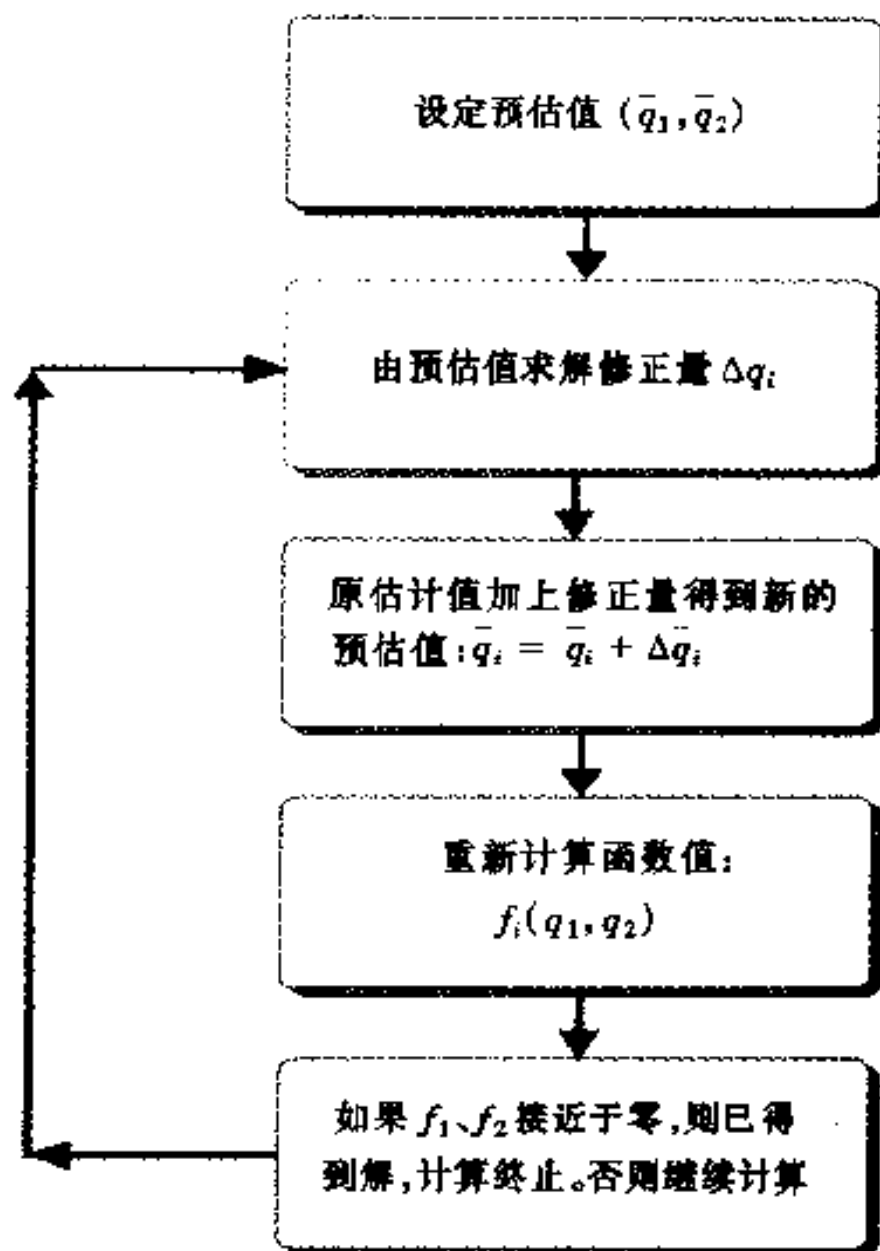 设定预估值 (q̄₁,q̄₂)
由预估值求解修正量 Δqᵢ
原估计值加上修正量得到新的
预估值:q̄ᵢ = q̄ᵢ + Δq̄ᵢ
重新计算函数值:
fᵢ(q₁,q₂)
如果 f₁、f₂ 接近于零,则已得
到解,计算终止。否则继续计算